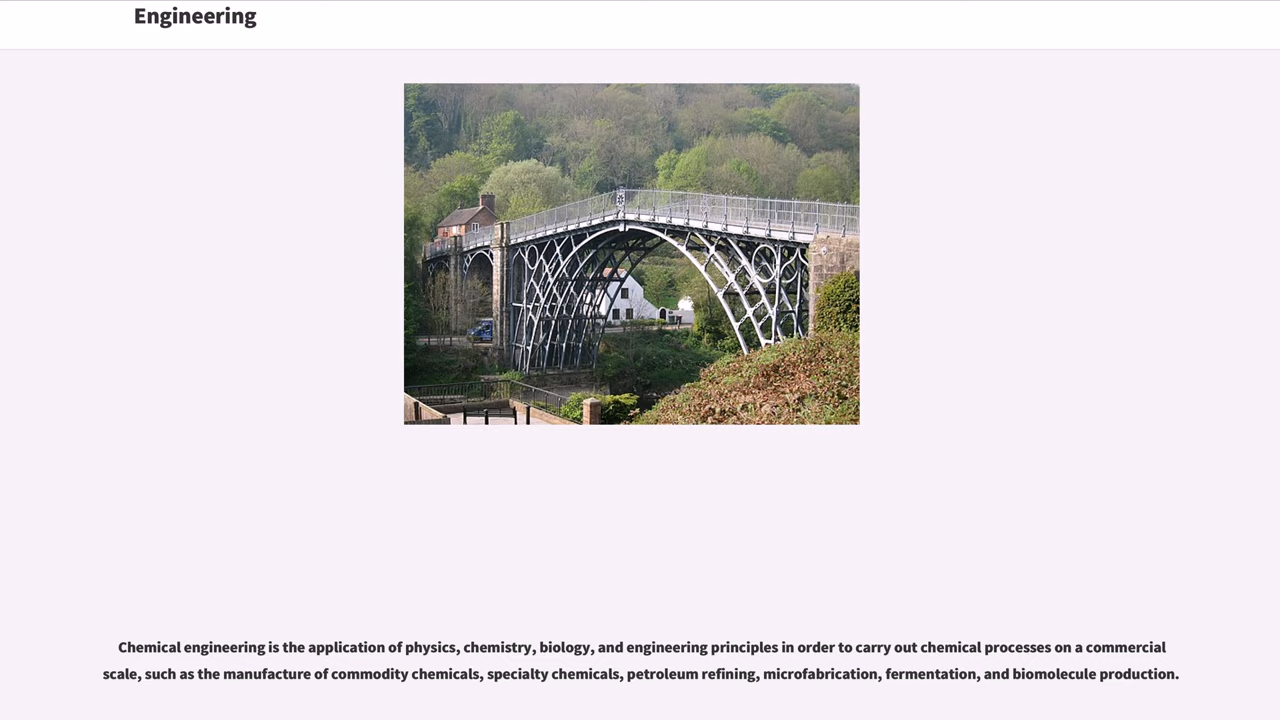 Engineering
Chemical engineering is the application of physics, chemistry, biology, and engineering principles in order to carry out chemical processes on a commercial
scale, such as the manufacture of commodity chemicals, specialty chemicals, petroleum refining, microfabrication, fermentation, and biomolecule production.